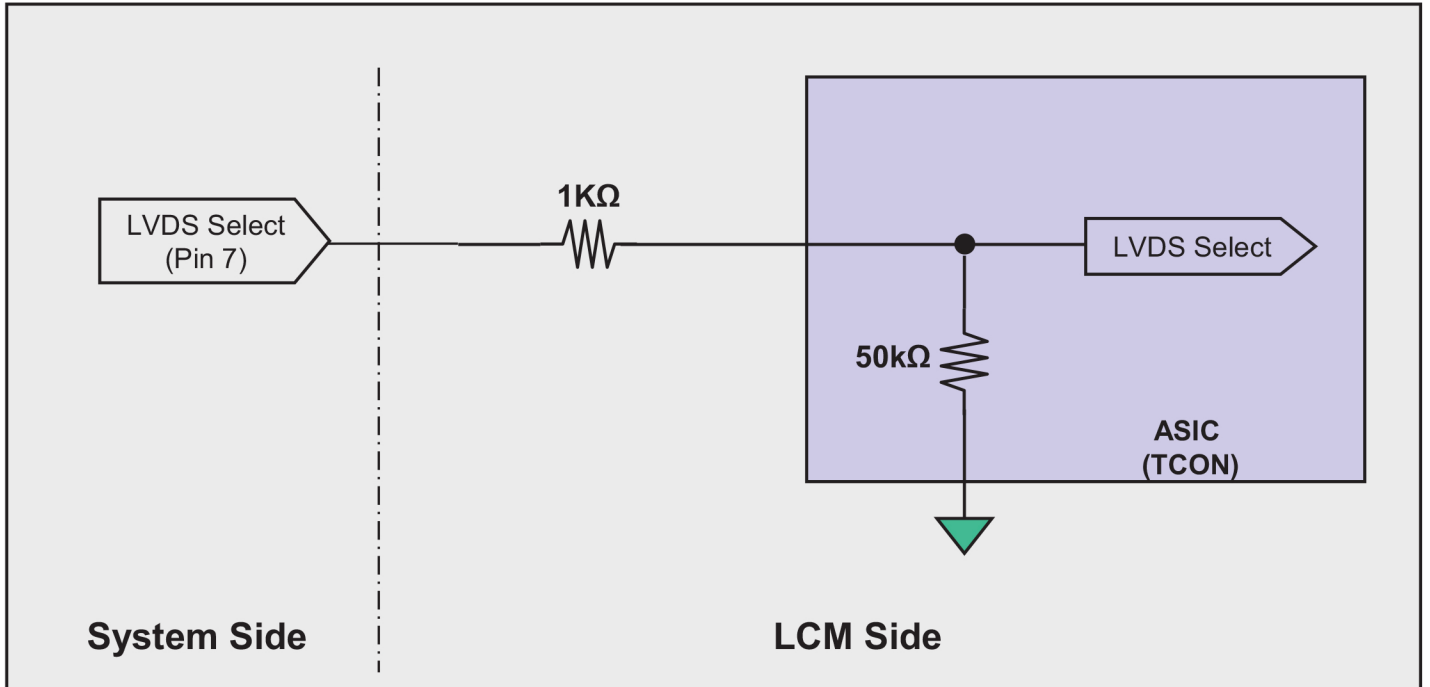 1KΩ
LVDS Select
(Pin 7)
LVDS Select
50kΩ
ASIC
(TCON)
System Side
LCM Side